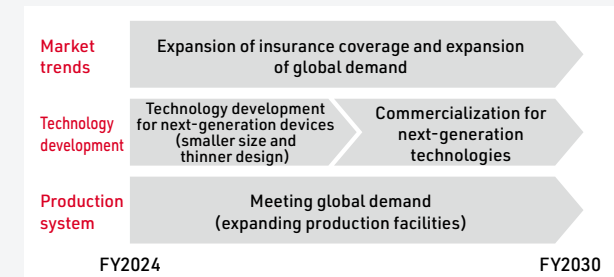 Market
trends
Expansion of insurance coverage and expansion
of global demand
Technology
development
Technology development
for next-generation devices
(smaller size and
thinner design)
Commercialization for
next-generation
technologies
Production
system
Meeting global demand
(expanding production facilities)
FY2024
FY2030